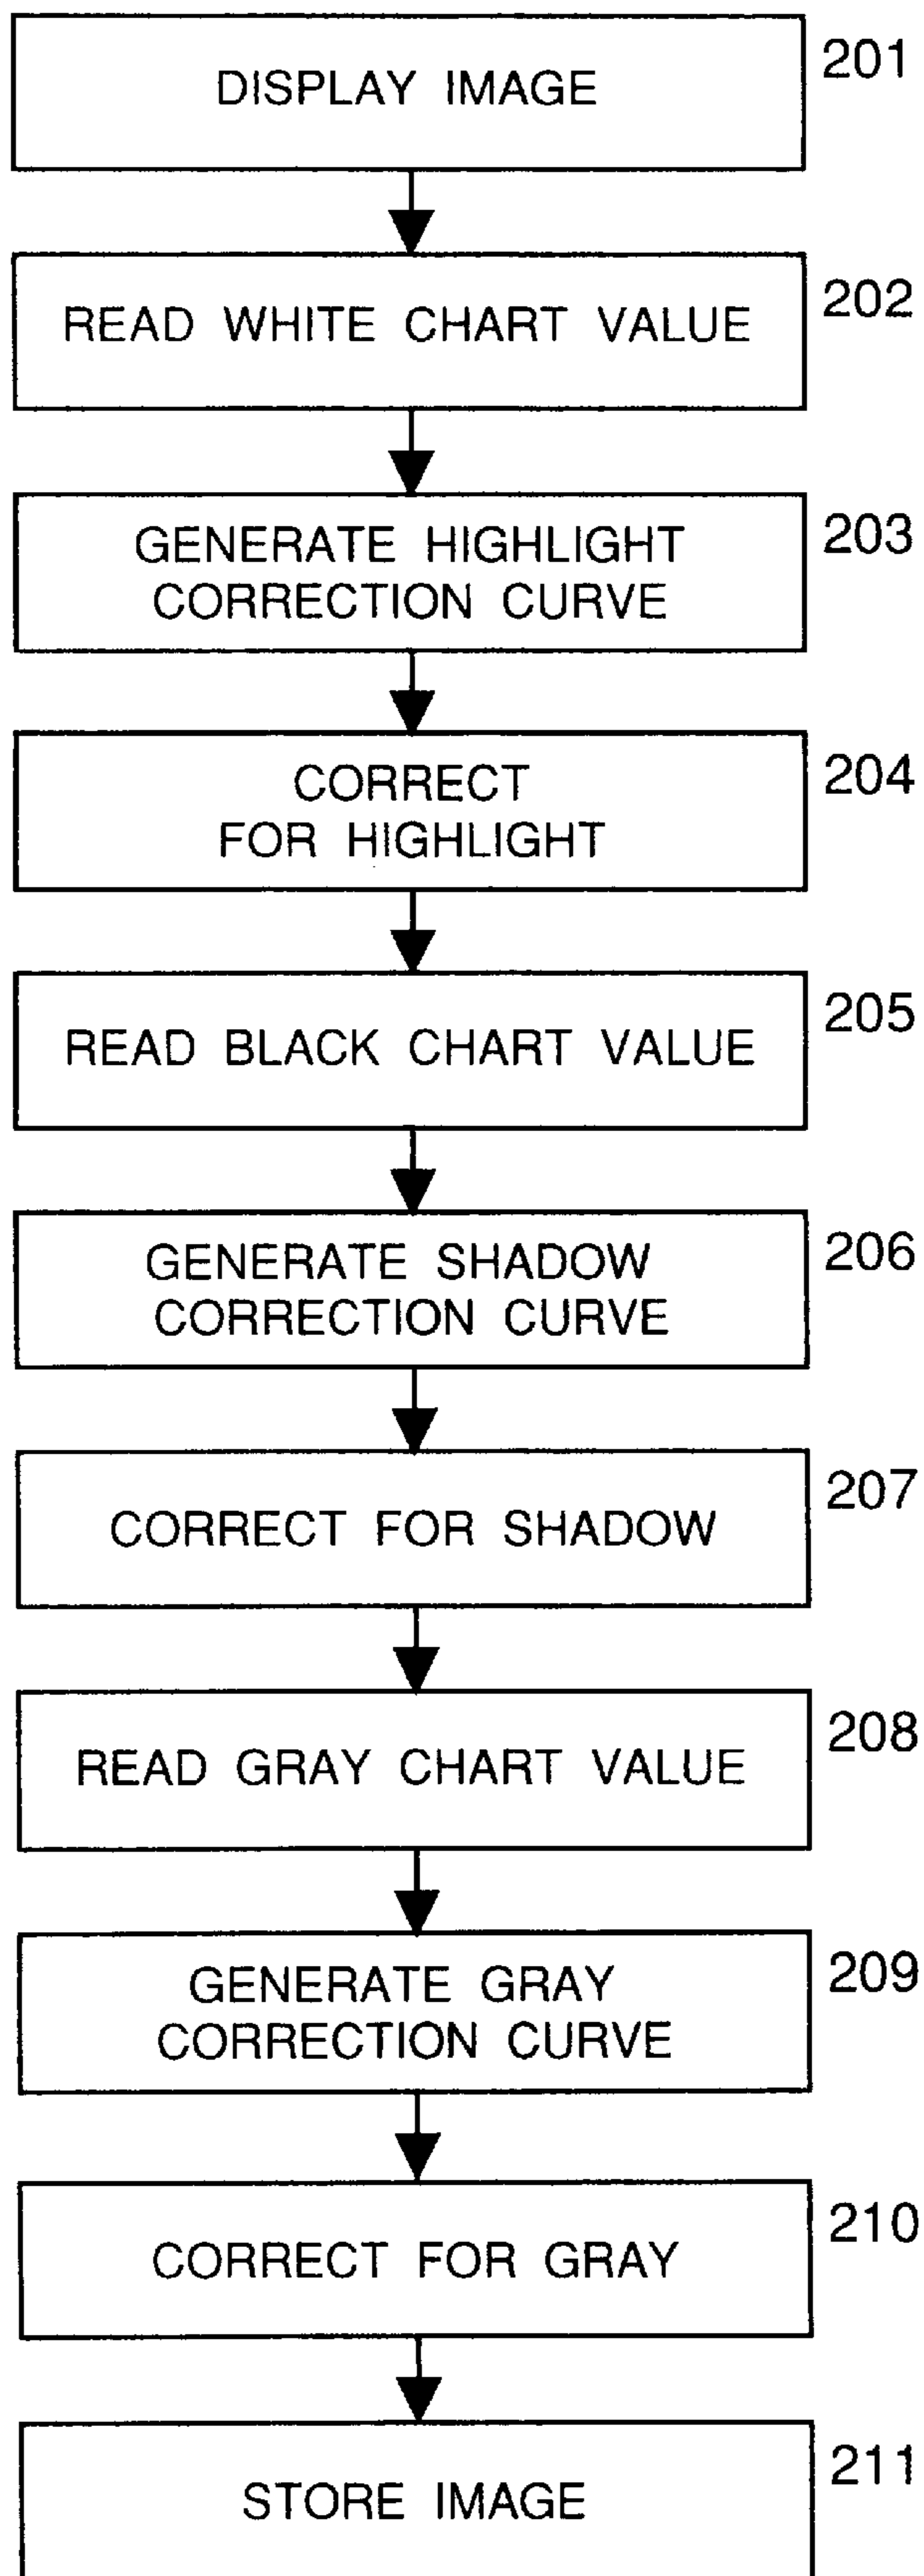 DISPLAY IMAGE
201
READ WHITE CHART VALUE
202
GENERATE HIGHLIGHT
CORRECTION CURVE
203
CORRECT
FOR HIGHLIGHT
204
READ BLACK CHART VALUE
205
GENERATE SHADOW
CORRECTION CURVE
206
CORRECT FOR SHADOW
207
READ GRAY CHART VALUE
208
GENERATE GRAY
CORRECTION CURVE
209
CORRECT FOR GRAY
210
STORE IMAGE
211